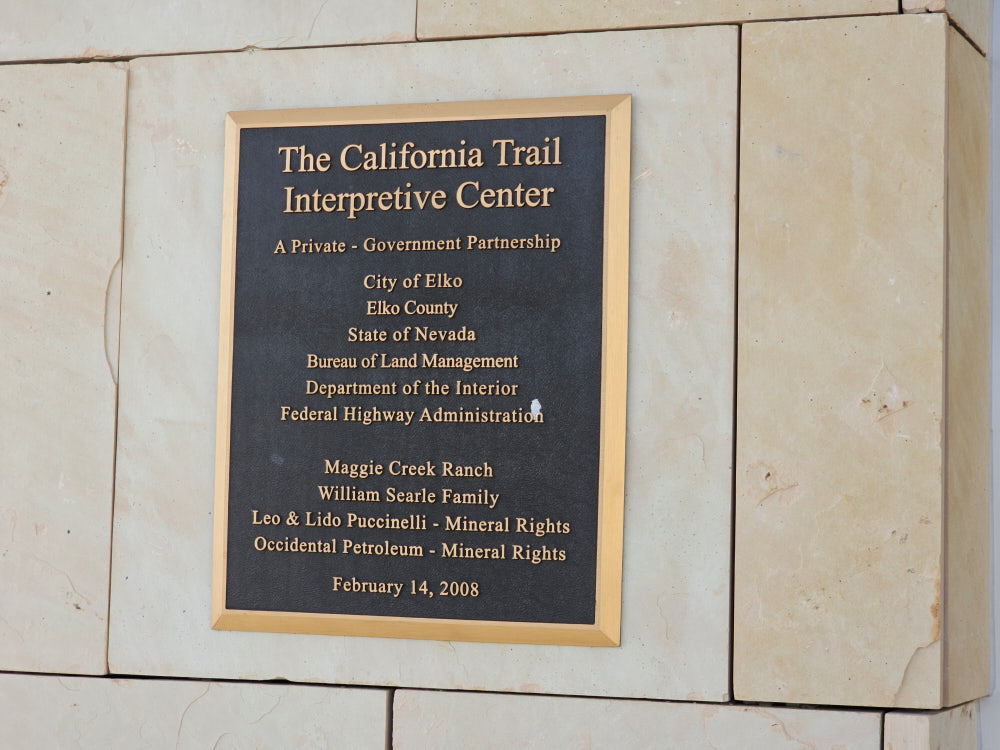 The California Trail
Interpretive Center
A Private - Government Partnership
City of Elko
Elko County
State of Nevada
Bureau of Land Management
Department of the Interior
Federal Highway Administration
Maggie Creek Ranch
William Searle Family
Leo & Lido Puccinelli - Mineral Rights
Occidental Petroleum - Mineral Rights
February 14, 2008